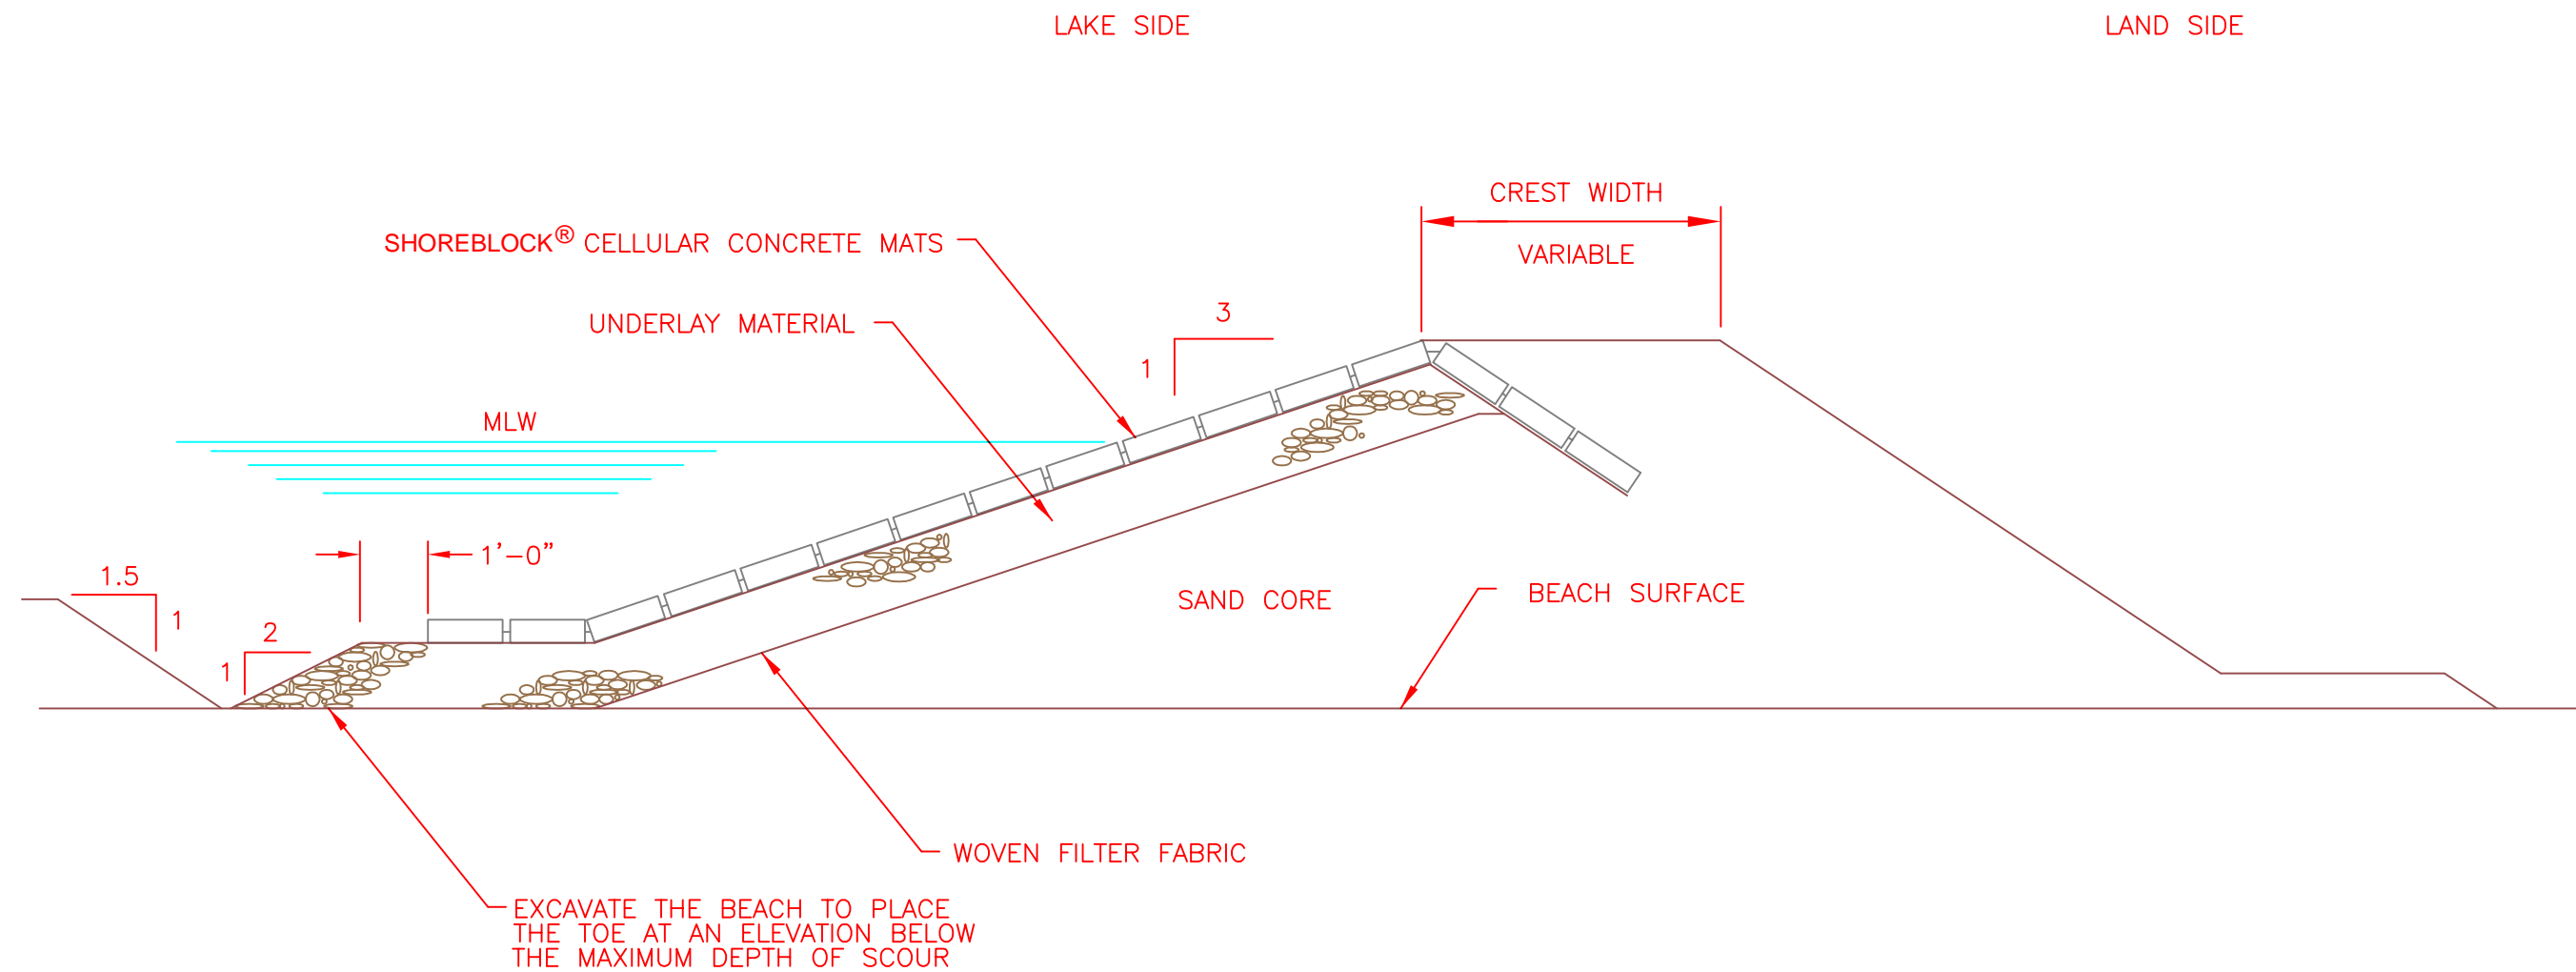 LAKE SIDE
LAND SIDE
CREST WIDTH
VARIABLE
SHOREBLOCK® CELLULAR CONCRETE MATS
UNDERLAY MATERIAL
3
1
MLW
1'-0"
1.5
1
2
1
SAND CORE
BEACH SURFACE
WOVEN FILTER FABRIC
EXCAVATE THE BEACH TO PLACE
THE TOE AT AN ELEVATION BELOW
THE MAXIMUM DEPTH OF SCOUR